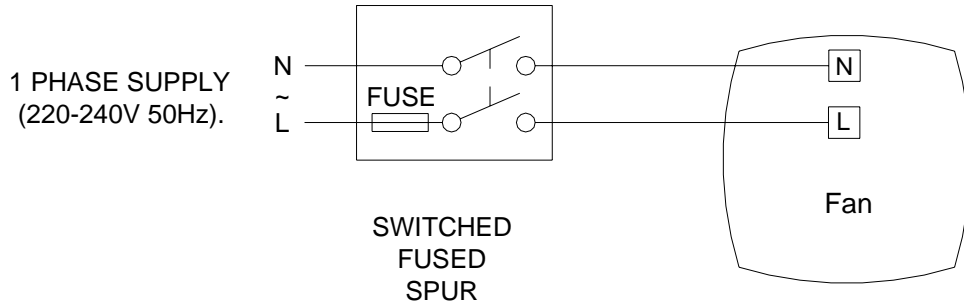 1 PHASE SUPPLY
(220-240V 50Hz).
N
~
L
FUSE
SWITCHED
FUSED
SPUR
N
L
Fan